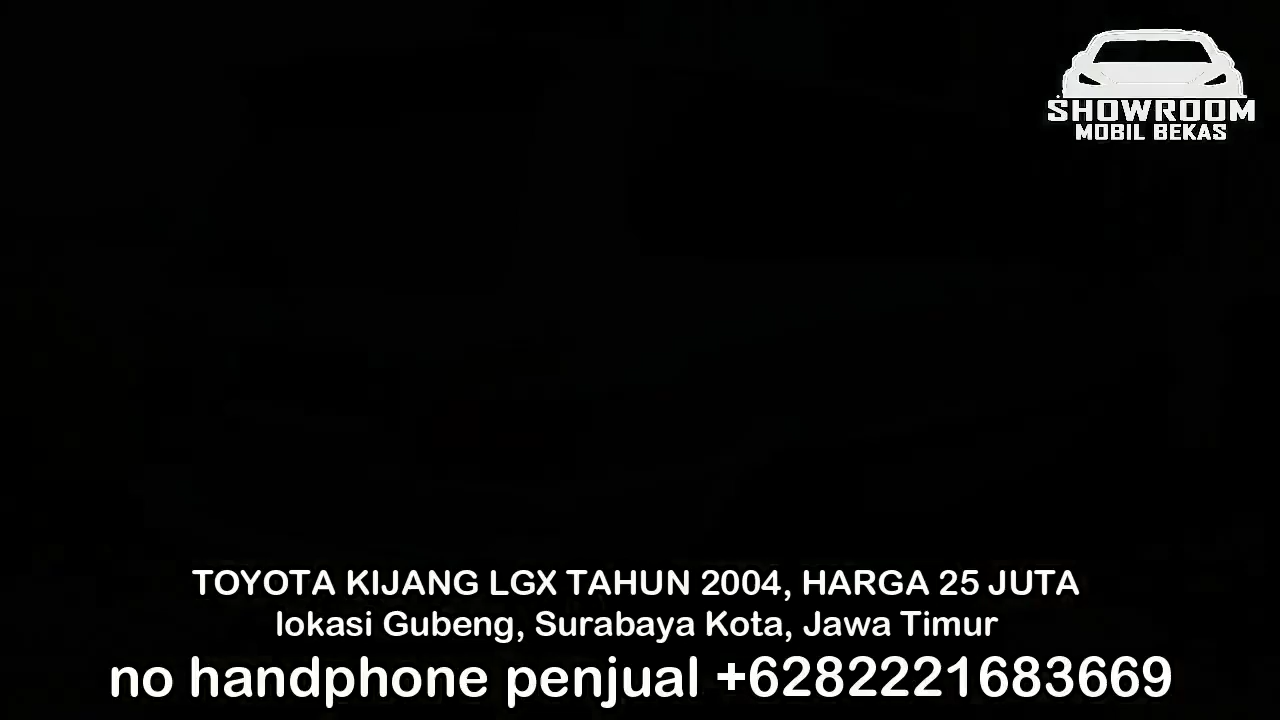 SHOWROOM
MOBIL BEKAS
TOYOTA KIJANG LGX TAHUN 2004, HARGA 25 JUTA
lokasi Gubeng, Surabaya Kota, Jawa Timur
no handphone penjual +6282221683669